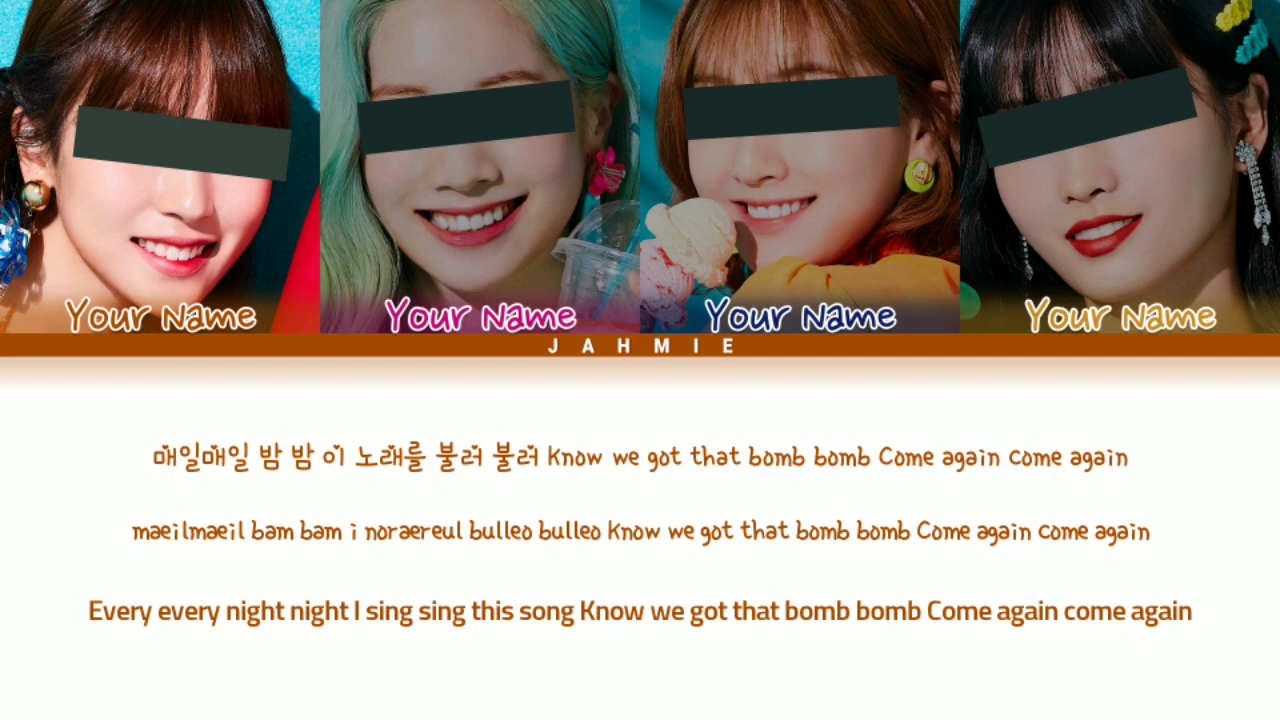 Your Name Your Name Your Name Your Name
JAHMIE
매일매일 밤 밤 이 노래를 불러 불러 know we got that bomb bomb Come again come again
maeilmaeil bam bam i noraereul bulleo bulleo know we got that bomb bomb Come again come again
Every every night night I sing sing this song Know we got that bomb bomb Come again come again